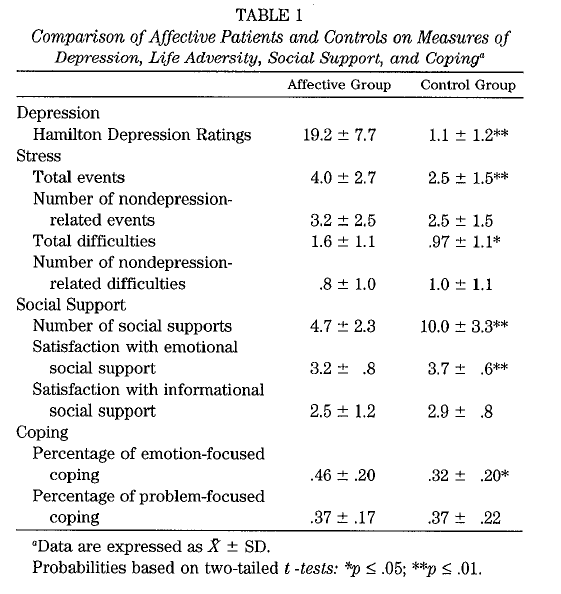 TABLE 1
Comparison of Affective Patients and Controls on Measures of
Depression, Life Adversity, Social Support, and Copingᵃ
Affective Group Control Group
Depression
Hamilton Depression Ratings 19.2 ± 7.7 1.1 ± 1.2**
Stress
Total events 4.0 ± 2.7 2.5 ± 1.5**
Number of nondepression-
related events 3.2 ± 2.5 2.5 ± 1.5
Total difficulties 1.6 ± 1.1 .97 ± 1.1*
Number of nondepression-
related difficulties .8 ± 1.0 1.0 ± 1.1
Social Support
Number of social supports 4.7 ± 2.3 10.0 ± 3.3**
Satisfaction with emotional
social support 3.2 ± .8 3.7 ± .6**
Satisfaction with informational
social support 2.5 ± 1.2 2.9 ± .8
Coping
Percentage of emotion-focused
coping .46 ± .20 .32 ± .20*
Percentage of problem-focused
coping .37 ± .17 .37 ± .22
ᵃData are expressed as X̄ ± SD.
Probabilities based on two-tailed t -tests: *p ≤ .05; **p ≤ .01.